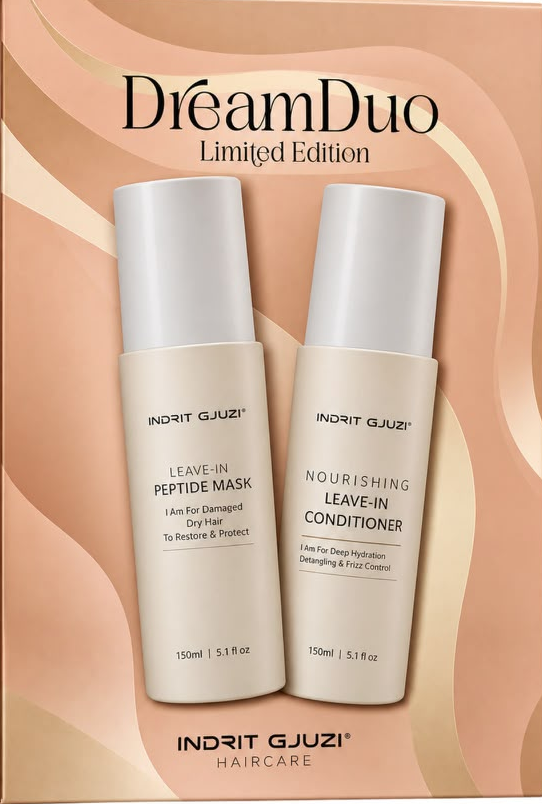 DreamDuo
Limited Edition
INDRIT GJUZI®
LEAVE-IN
PEPTIDE MASK
I Am For Damaged
Dry Hair
To Restore & Protect
150ml | 5.1 fl oz
INDRIT GJUZI®
NOURISHING
LEAVE-IN
CONDITIONER
I Am For Deep Hydration
Detangling & Frizz Control
150ml | 5.1 fl oz
INDRIT GJUZI®
HAIRCARE